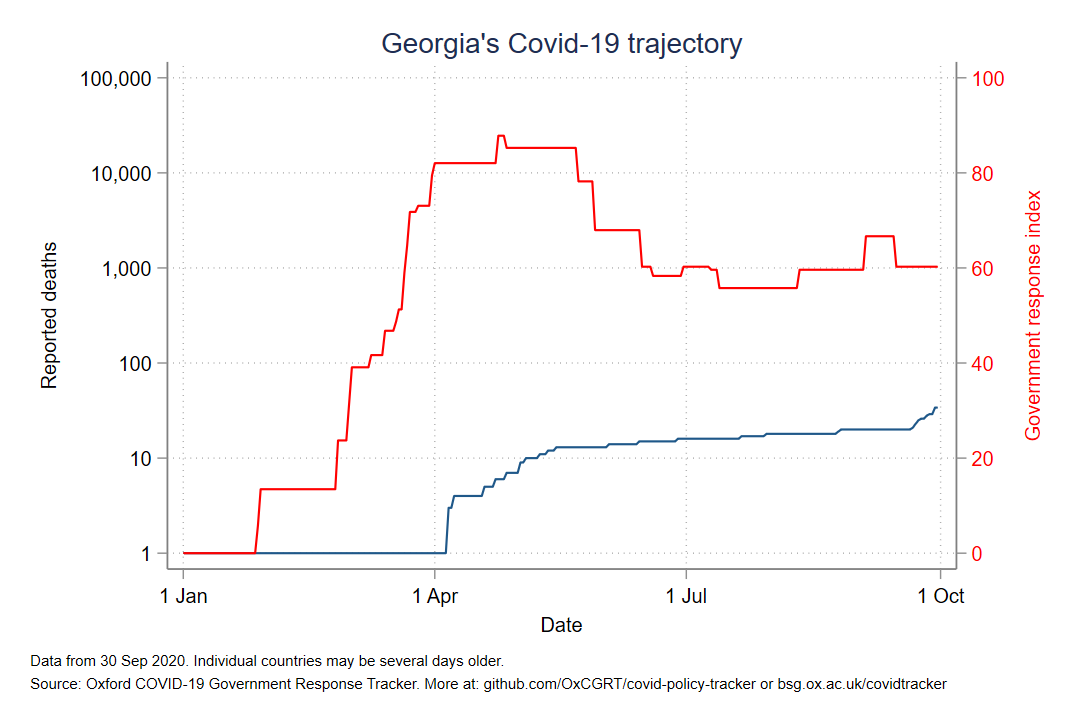 Georgia's Covid-19 trajectory
100,000
10,000
1,000
100
10
1
Reported deaths
100
80
60
40
20
0
Government response index
1 Jan
1 Apr
1 Jul
1 Oct
Date
Data from 30 Sep 2020. Individual countries may be several days older.
Source: Oxford COVID-19 Government Response Tracker. More at: github.com/OxCGRT/covid-policy-tracker or bsg.ox.ac.uk/covidtracker